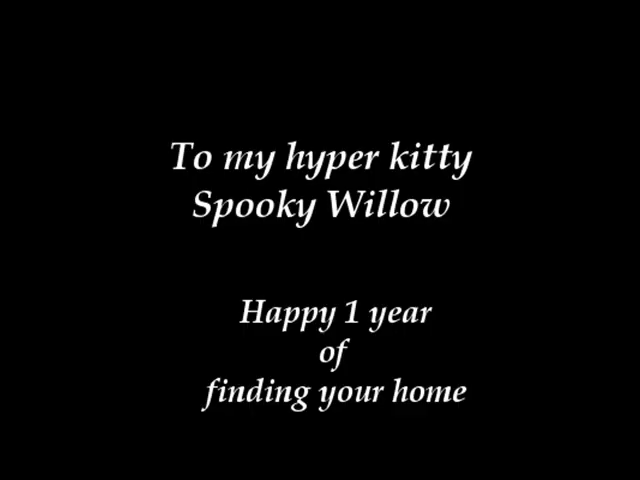 To my hyper kitty
Spooky Willow
Happy 1 year
of
finding your home